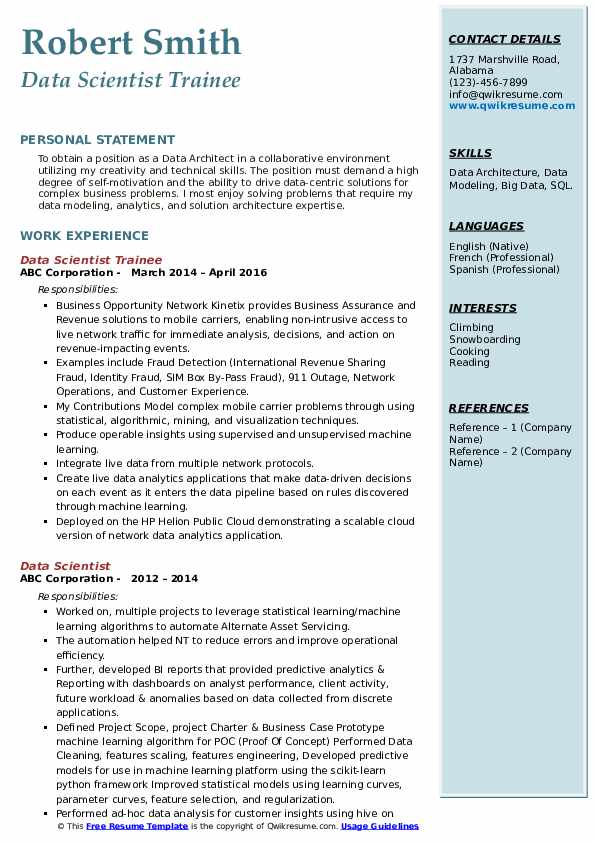 Robert Smith
Data Scientist Trainee
PERSONAL STATEMENT
To obtain a position as a Data Architect in a collaborative environment
utilizing my creativity and technical skills. The position must demand a high
degree of self-motivation and the ability to drive data-centric solutions for
complex business problems. I most enjoy solving problems that require my
data modeling, analytics, and solution architecture expertise.
WORK EXPERIENCE
Data Scientist Trainee
ABC Corporation - March 2014 – April 2016
Responsibilities:
▪ Business Opportunity Network Kinetix provides Business Assurance and
Revenue solutions to mobile carriers, enabling non-intrusive access to
live network traffic for immediate analysis, decisions, and action on
revenue-impacting events.
▪ Examples include Fraud Detection (International Revenue Sharing
Fraud, Identity Fraud, SIM Box By-Pass Fraud), 911 Outage, Network
Operations, and Customer Experience.
▪ My Contributions Model complex mobile carrier problems through using
statistical, algorithmic, mining, and visualization techniques.
▪ Produce operable insights using supervised and unsupervised machine
learning.
▪ Integrate live data from multiple network protocols.
▪ Create live data analytics applications that make data-driven decisions
on each event as it enters the data pipeline based on rules discovered
through machine learning.
▪ Deployed on the HP Helion Public Cloud demonstrating a scalable cloud
version of network data analytics application.
Data Scientist
ABC Corporation - 2012 – 2014
Responsibilities:
▪ Worked on, multiple projects to leverage statistical learning/machine
learning algorithms to automate Alternate Asset Servicing.
▪ The automation helped NT to reduce errors and improve operational
efficiency.
▪ Further, developed BI reports that provided predictive analytics &
Reporting with dashboards on analyst performance, client activity,
future workload & anomalies based on data collected from discrete
applications.
▪ Defined Project Scope, project Charter & Business Case Prototype
machine learning algorithm for POC (Proof Of Concept) Performed Data
Cleaning, features scaling, features engineering, Developed predictive
models for use in machine learning platform using the scikit-learn
python framework Improved statistical models using learning curves,
parameter curves, feature selection, and regularization.
▪ Performed ad-hoc data analysis for customer insights using hive on
CONTACT DETAILS
1737 Marshville Road,
Alabama
(123)-456-7899
info@qwikresume.com
www.qwikresume.com
SKILLS
Data Architecture, Data
Modeling, Big Data, SQL.
LANGUAGES
English (Native)
French (Professional)
Spanish (Professional)
INTERESTS
Climbing
Snowboarding
Cooking
Reading
REFERENCES
Reference – 1 (Company
Name)
Reference – 2 (Company
Name)
© This Free Resume Template is the copyright of Qwikresume.com. Usage Guidelines